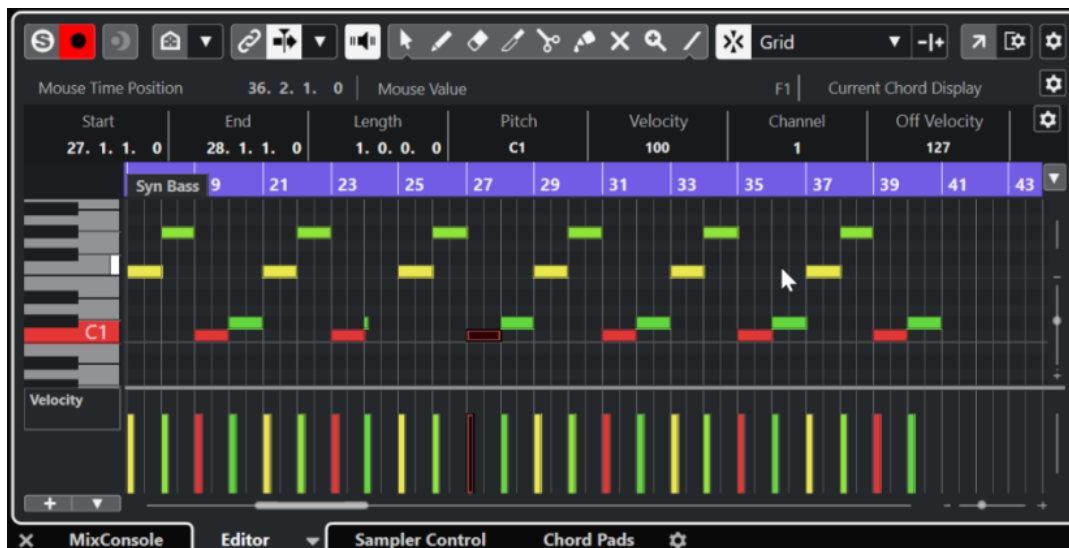 S Grid
Mouse Time Position 36. 2. 1. 0 Mouse Value F1 Current Chord Display
Start End Length Pitch Velocity Channel Off Velocity
27. 1. 1. 0 28. 1. 1. 0 1. 0. 0. 0 C1 100 1 127
Syn Bass 9 21 23 25 27 29 31 33 35 37 39 41 43
C1
Velocity
MixConsole Editor Sampler Control Chord Pads